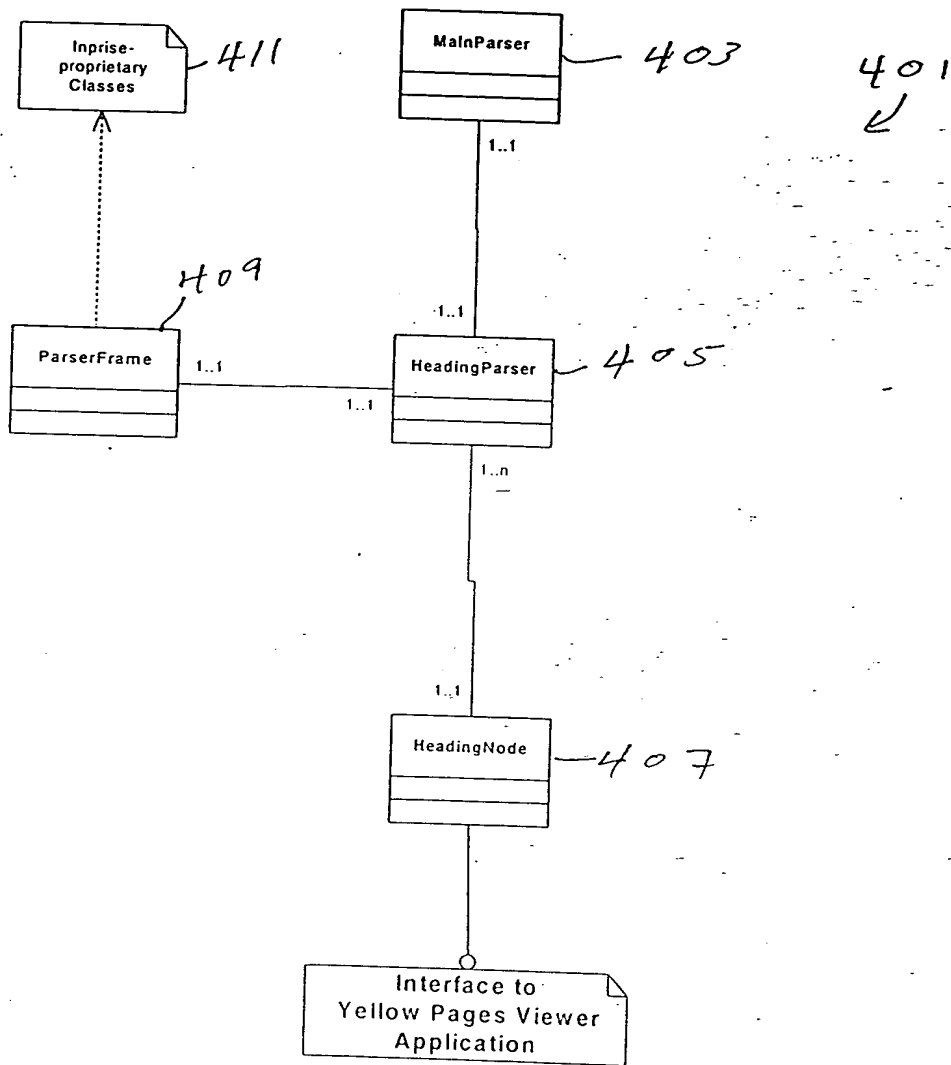 Inprise-
proprietary
Classes
411
MainParser
403
401
1..1
409
1..1
ParserFrame
1..1
1..1
HeadingParser
405
1..n
1..1
HeadingNode
407
Interface to
Yellow Pages Viewer
Application